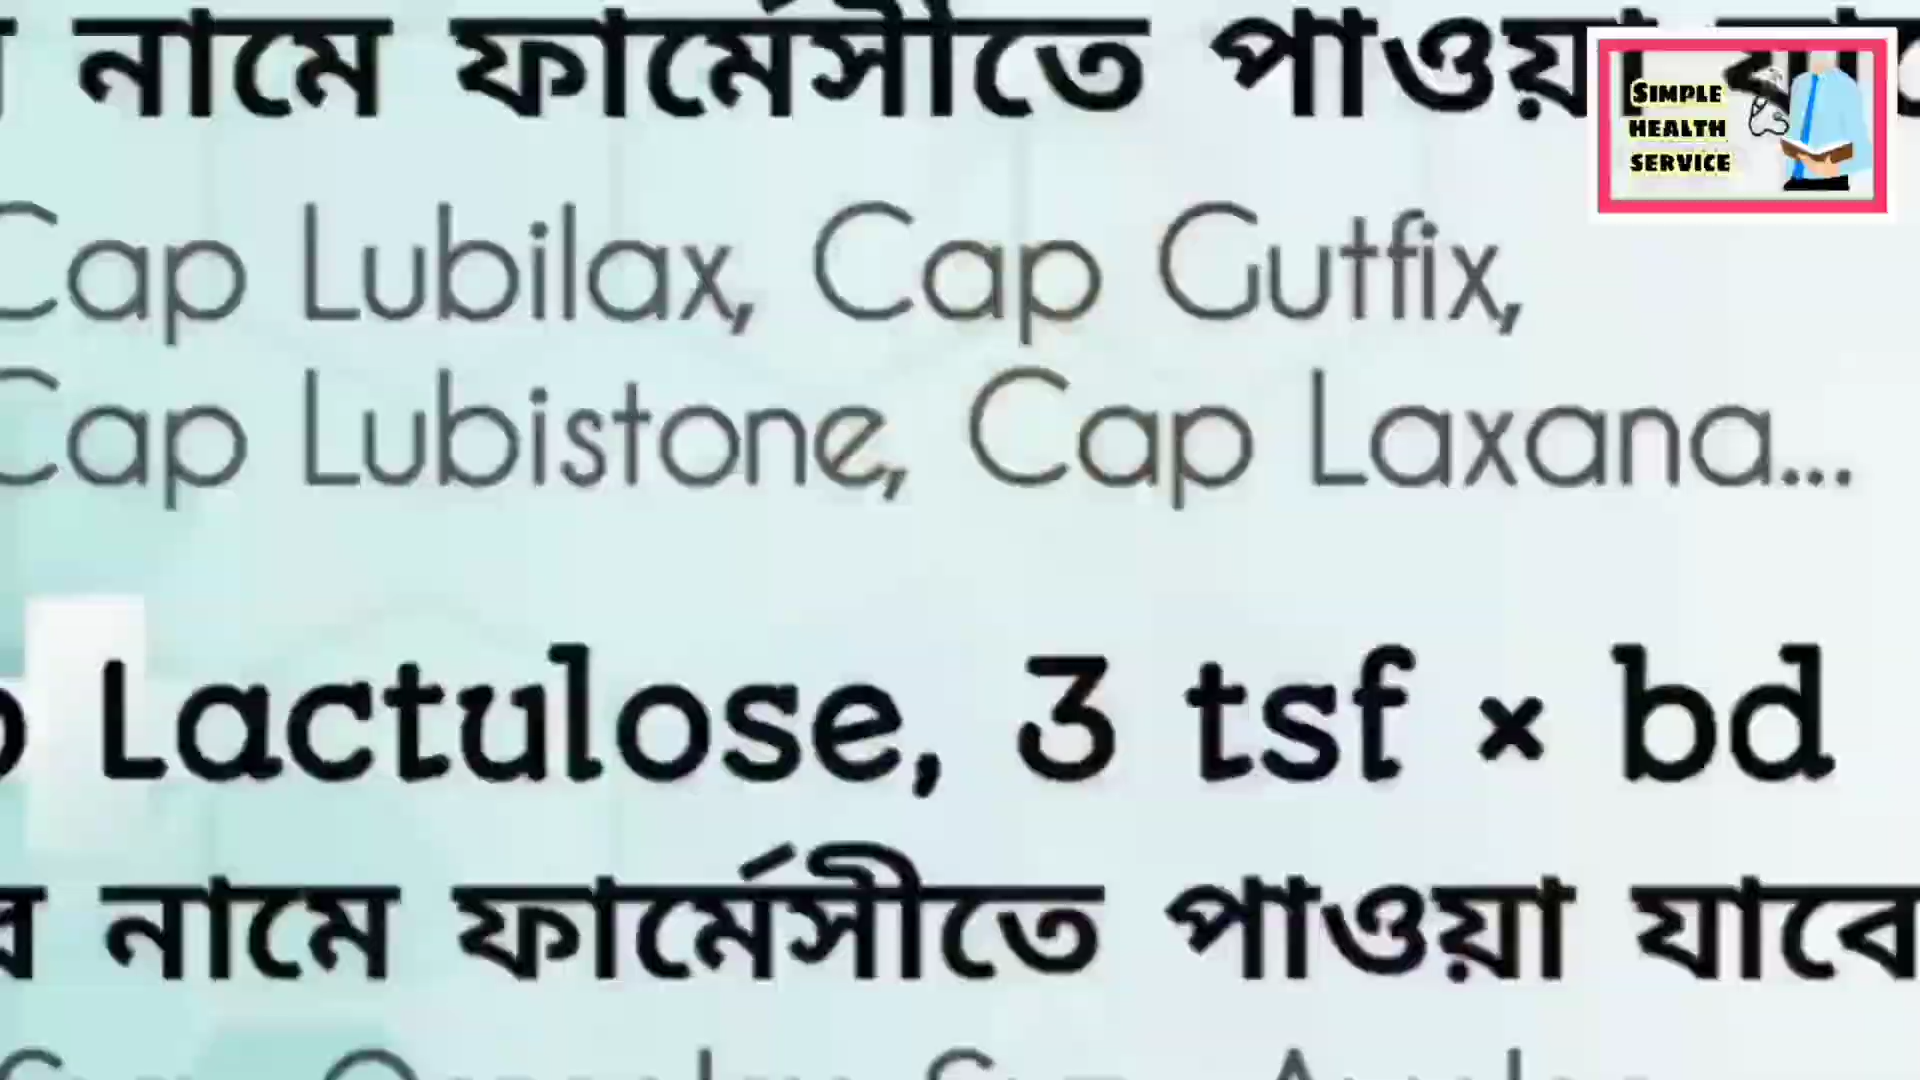 নামে ফার্মেসীতে পাওয়া
SIMPLE
HEALTH
SERVICE
Cap Lubilax, Cap Gutfix,
Cap Lubistone, Cap Laxana...
Lactulose, 3 tsf × bd
নামে ফার্মেসীতে পাওয়া যাবে